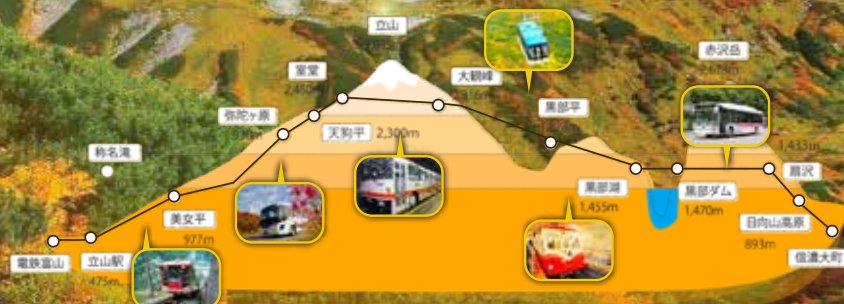 立山
室堂
2,450m
大観峰
赤沢岳
弥陀ヶ原
天狗平 2,300m
黒部平
称名滝
1,433m
扇沢
美女平
977m
黒部湖
1,455m
黒部ダム
1,470m
日向山高原
893m
電鉄富山
立山駅
475m
信濃大町